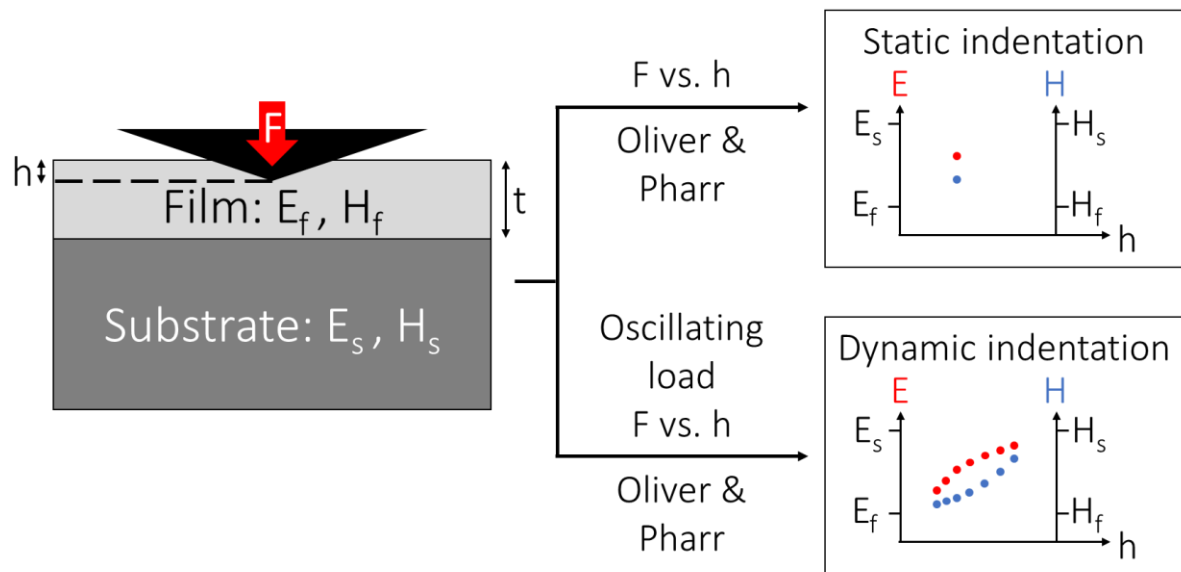 F
h
t
Film: E_f, H_f
Substrate: E_s, H_s
F vs. h
Oliver &
Pharr
Static indentation
E H
E_s H_s
E_f H_f
h
Oscillating
load
F vs. h
Oliver &
Pharr
Dynamic indentation
E H
E_s H_s
E_f H_f
h